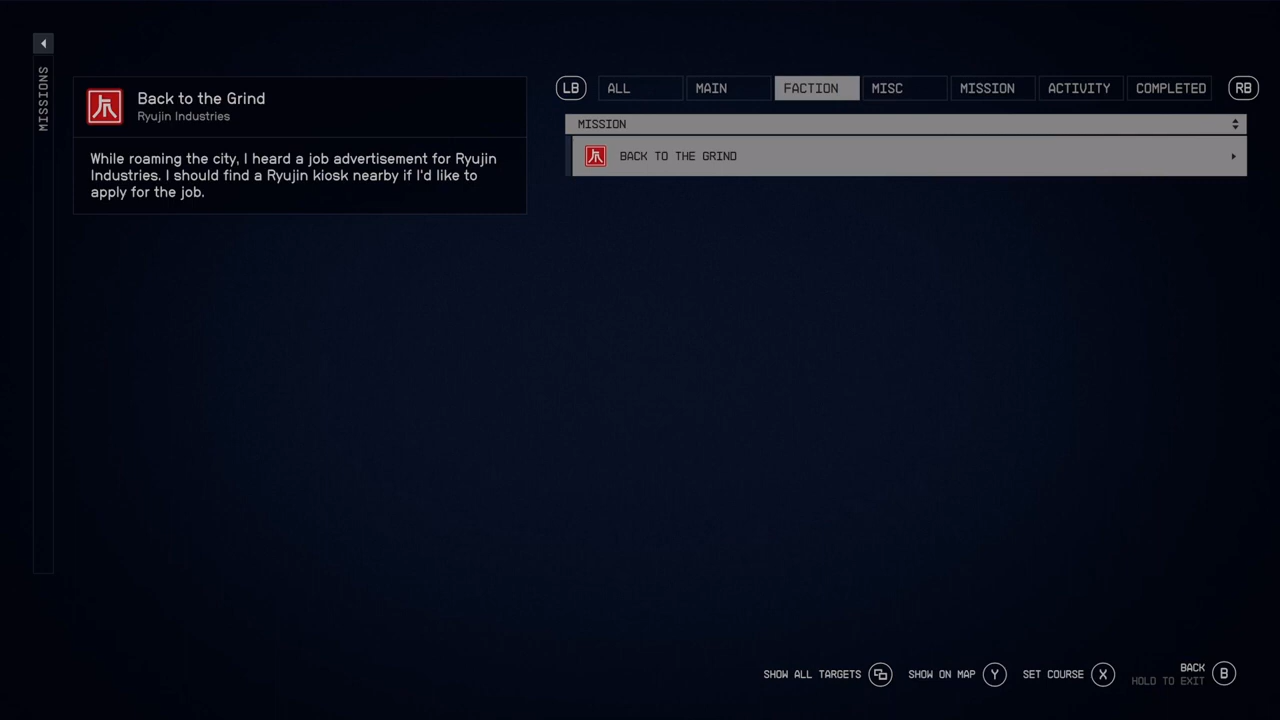 MISSIONS
Back to the Grind
Ryujin Industries
While roaming the city, I heard a job advertisement for Ryujin
Industries. I should find a Ryujin kiosk nearby if I'd like to
apply for the job.
LB ALL MAIN FACTION MISC MISSION ACTIVITY COMPLETED RB
MISSION
BACK TO THE GRIND
SHOW ALL TARGETS SHOW ON MAP Y SET COURSE X BACK B
HOLD TO EXIT